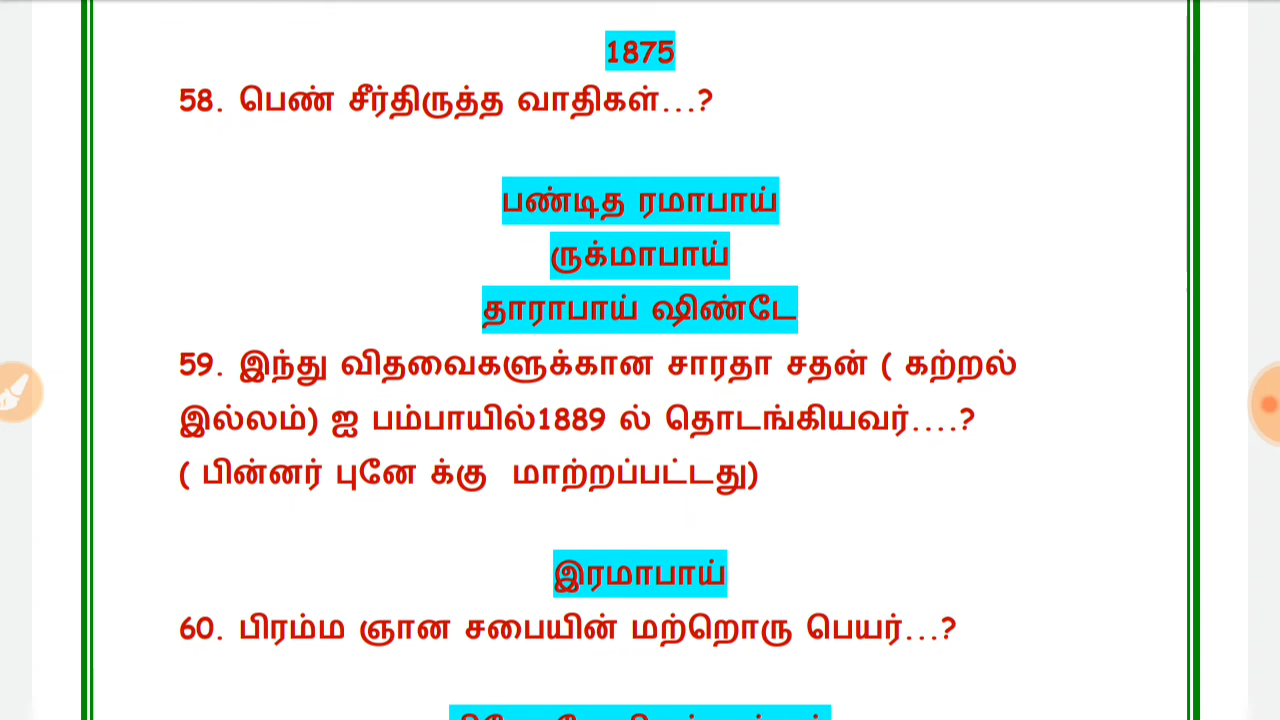 1875
58. பெண் சீர்திருத்த வாதிகள்...?
பண்டித ரமாபாய்
ருக்மாபாய்
தாராபாய் ஷிண்டே
59. இந்து விதவைகளுக்கான சாரதா சதன் ( கற்றல்
இல்லம்) ஐ பம்பாயில்1889 ல் தொடங்கியவர்....?
( பின்னர் புனே க்கு மாற்றப்பட்டது)
இரமாபாய்
60. பிரம்ம ஞான சபையின் மற்றொரு பெயர்...?